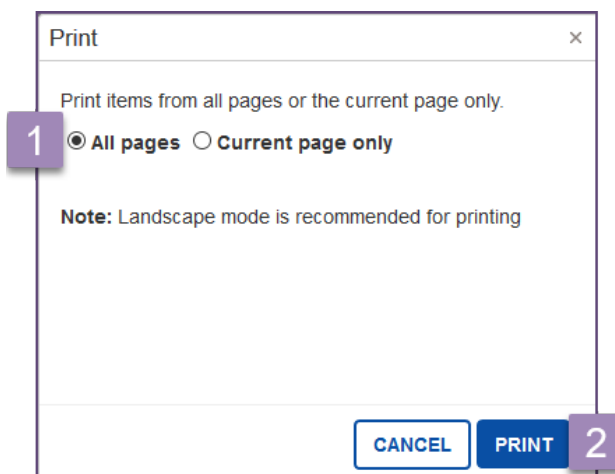 Print ×
Print items from all pages or the current page only.
1 All pages Current page only
Note: Landscape mode is recommended for printing
CANCEL PRINT 2